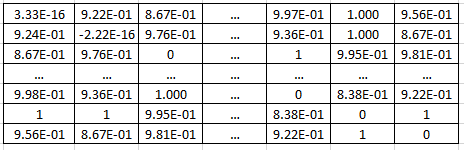 3.33E-16 9.22E-01 8.67E-01 ... 9.97E-01 1.000 9.56E-01
9.24E-01 -2.22E-16 9.76E-01 ... 9.36E-01 1.000 8.67E-01
8.67E-01 9.76E-01 0 ... 1 9.95E-01 9.81E-01
... ... ... ... ... ... ...
9.98E-01 9.36E-01 1.000 ... 0 8.38E-01 9.22E-01
1 1 9.95E-01 ... 8.38E-01 0 1
9.56E-01 8.67E-01 9.81E-01 ... 9.22E-01 1 0